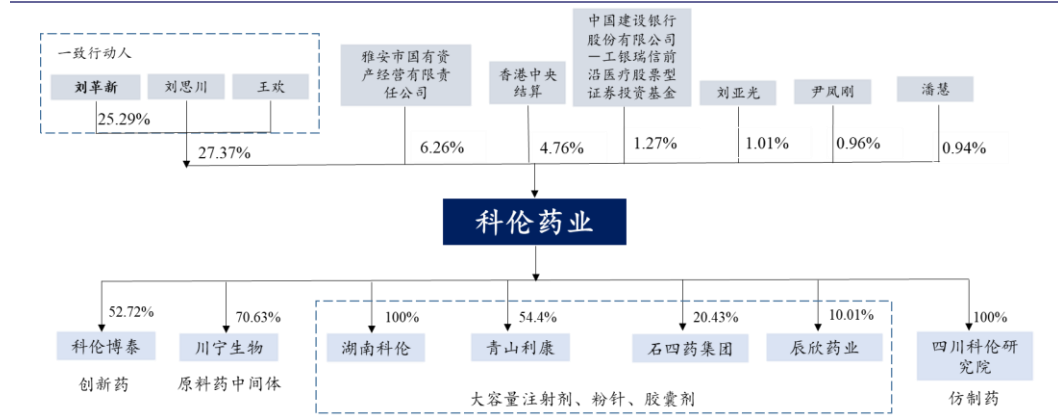 一致行动人
刘革新
刘思川
王欢
25.29%
27.37%
雅安市国有资
产经营有限责
任公司
6.26%
香港中央
结算
4.76%
中国建设银行
股份有限公司
—工银瑞信前
沿医疗股票型
证券投资基金
1.27%
刘亚光
1.01%
尹凤刚
0.96%
潘慧
0.94%
科伦药业
52.72%
科伦博泰
创新药
70.63%
川宁生物
原料药中间体
100%
湖南科伦
54.4%
青山利康
20.43%
石四药集团
10.01%
辰欣药业
大容量注射剂、粉针、胶囊剂
100%
四川科伦研
究院
仿制药